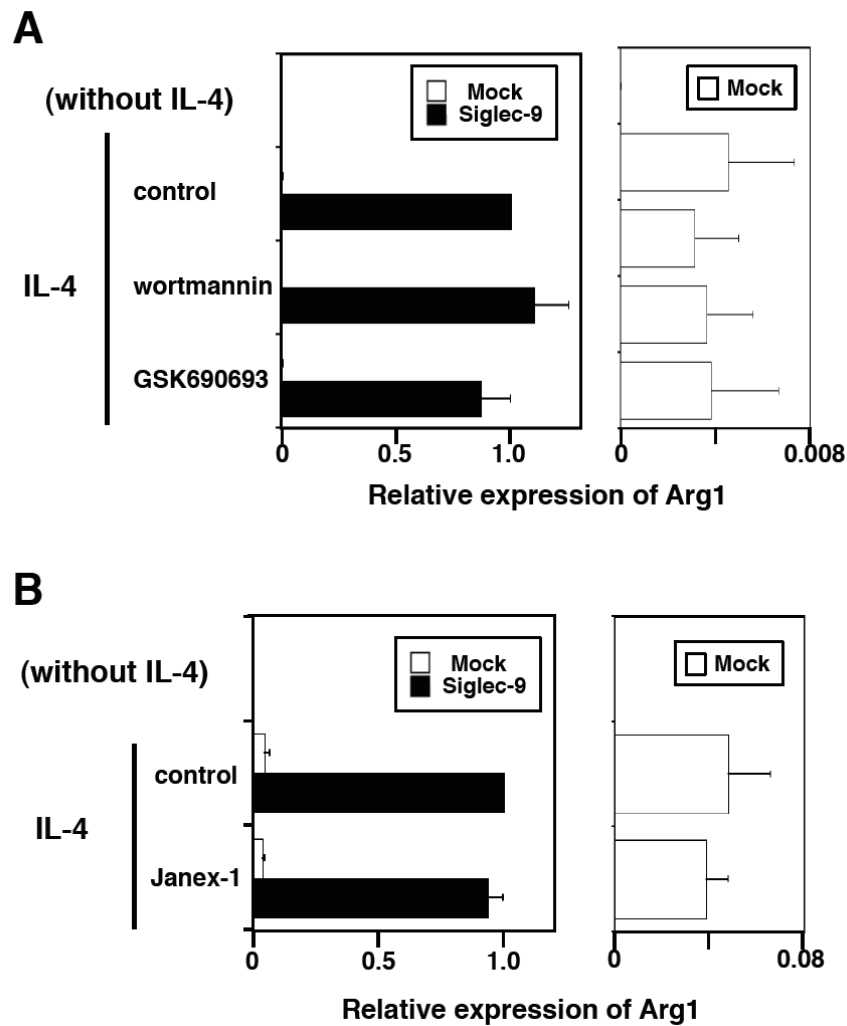 A
(without IL-4)
Mock
Siglec-9
Mock
control
IL-4
wortmannin
GSK690693
0 0.5 1.0
0 0.008
Relative expression of Arg1
B
(without IL-4)
Mock
Siglec-9
Mock
control
IL-4
Janex-1
0 0.5 1.0
0 0.08
Relative expression of Arg1